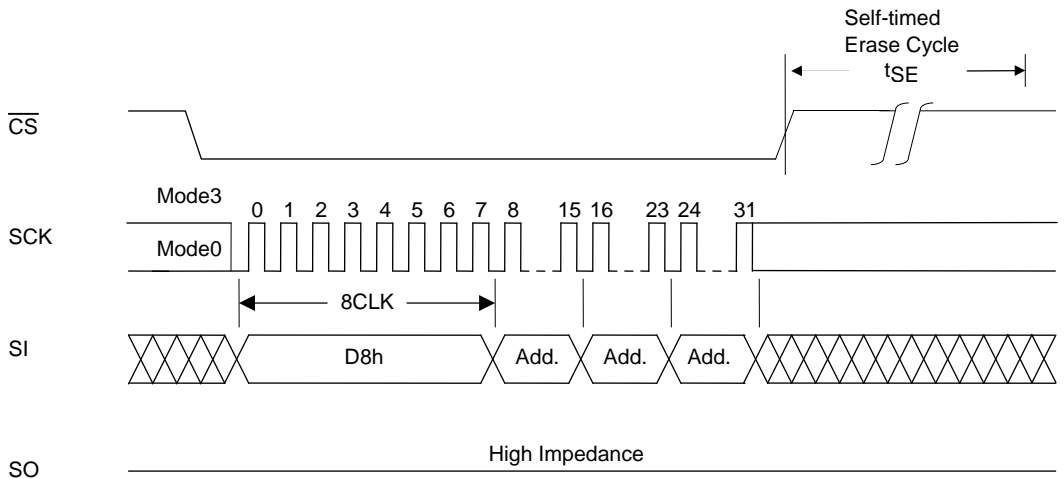 Self-timed
Erase Cycle
tSE
CS
Mode3
0 1 2 3 4 5 6 7 8 15 16 23 24 31
SCK
Mode0
8CLK
SI
D8h Add. Add. Add.
High Impedance
SO